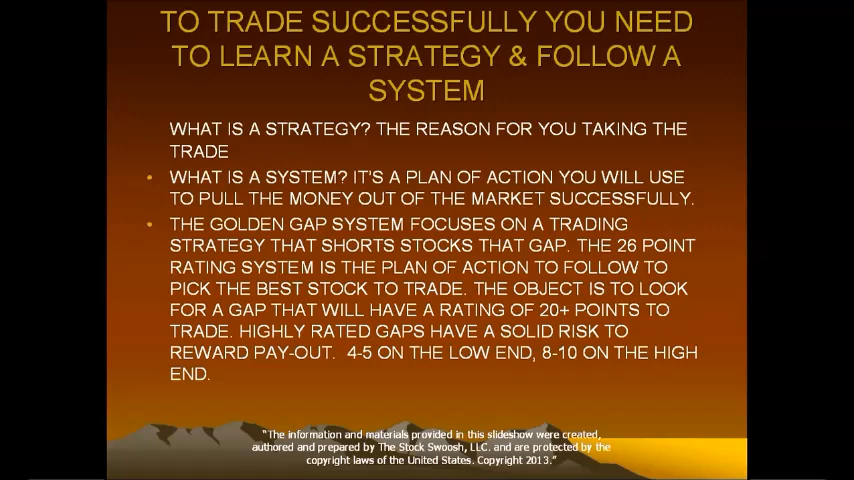 TO TRADE SUCCESSFULLY YOU NEED
TO LEARN A STRATEGY & FOLLOW A
SYSTEM
WHAT IS A STRATEGY? THE REASON FOR YOU TAKING THE
TRADE
• WHAT IS A SYSTEM? IT'S A PLAN OF ACTION YOU WILL USE
TO PULL THE MONEY OUT OF THE MARKET SUCCESSFULLY.
• THE GOLDEN GAP SYSTEM FOCUSES ON A TRADING
STRATEGY THAT SHORTS STOCKS THAT GAP. THE 26 POINT
RATING SYSTEM IS THE PLAN OF ACTION TO FOLLOW TO
PICK THE BEST STOCK TO TRADE. THE OBJECT IS TO LOOK
FOR A GAP THAT WILL HAVE A RATING OF 20+ POINTS TO
TRADE. HIGHLY RATED GAPS HAVE A SOLID RISK TO
REWARD PAY-OUT. 4-5 ON THE LOW END, 8-10 ON THE HIGH
END.
"The information and materials provided in this slideshow were created,
authored and prepared by The Stock Swoosh, LLC. and are protected by the
copyright laws of the United States. Copyright 2013."